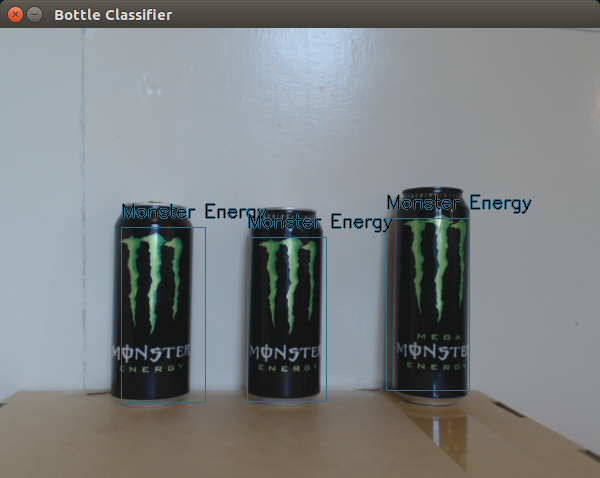 Bottle Classifier
Monster Energy
Monster Energy
Monster Energy
MONSTER
ENERGY
MONSTER
ENERGY
MEGA
MONSTER
ENERGY